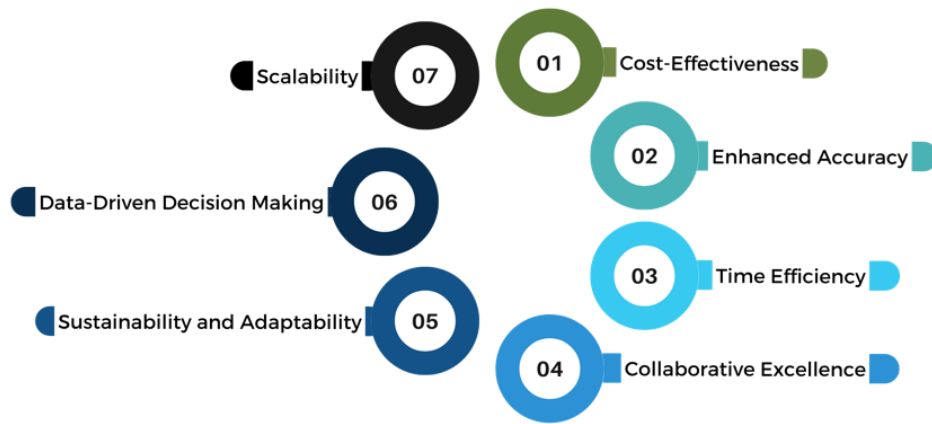 01 Cost-Effectiveness
02 Enhanced Accuracy
03 Time Efficiency
04 Collaborative Excellence
Sustainability and Adaptability 05
Data-Driven Decision Making 06
Scalability 07